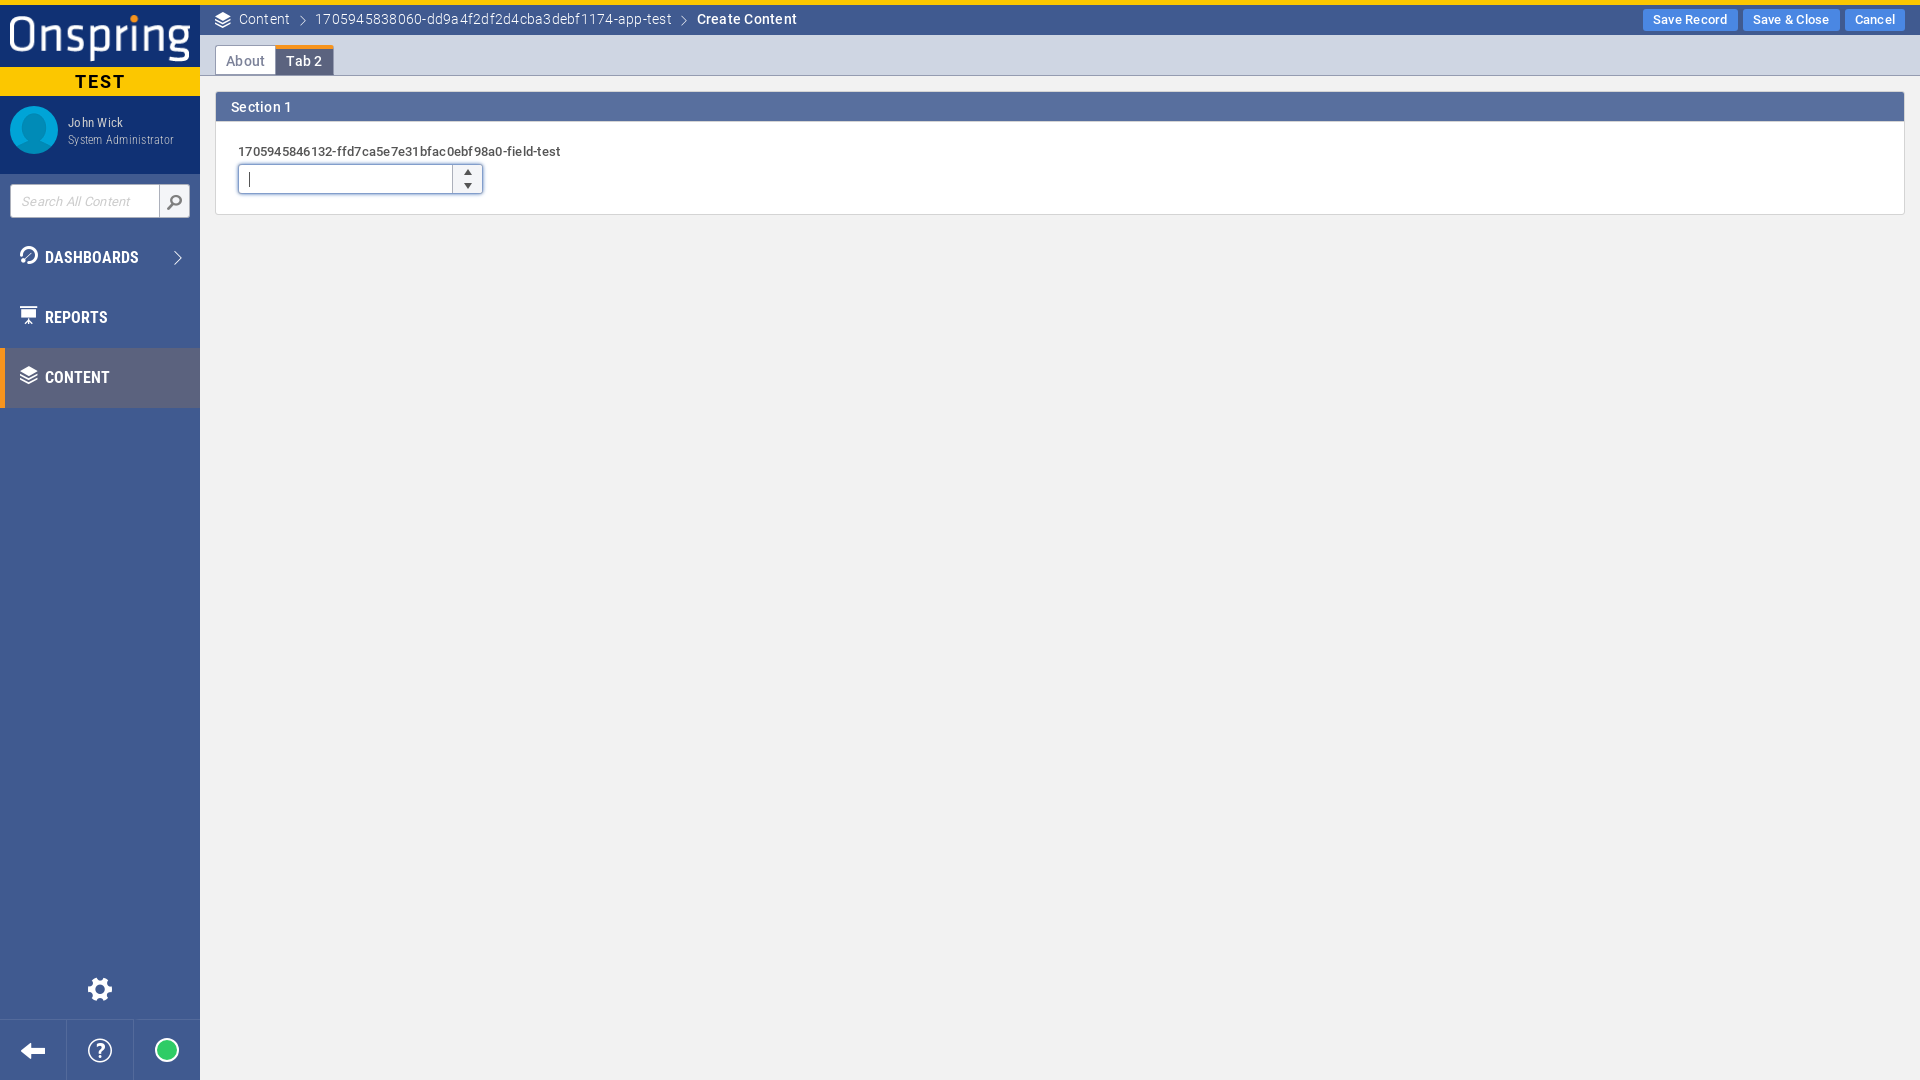 Onspring
TEST
John Wick
System Administrator
Search All Content
DASHBOARDS
REPORTS
CONTENT
Content
1705945838060-dd9a4f2df2d4cba3debf1174-app-test
Create Content
Save Record
Save & Close
Cancel
About
Tab 2
Section 1
1705945846132-ffd7ca5e7e31bfac0ebf98a0-field-test
?